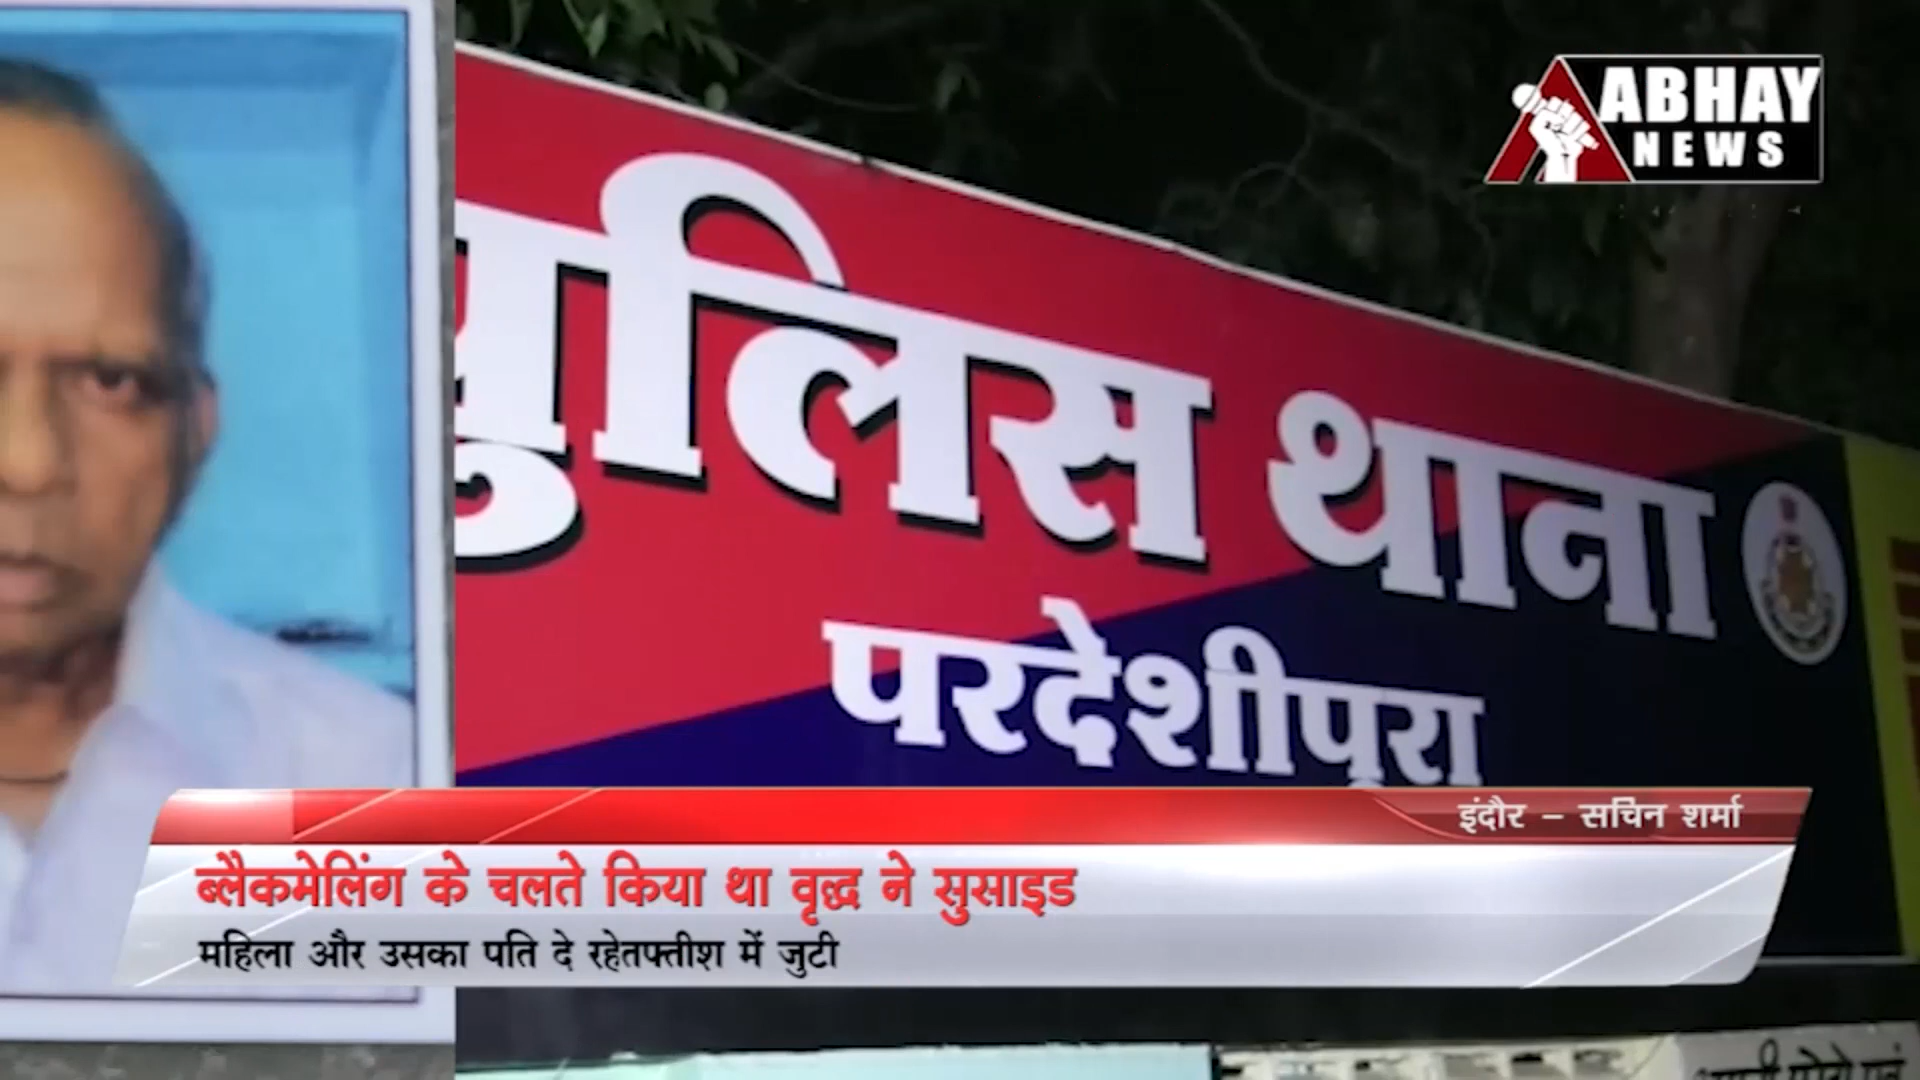 ABHAY
NEWS
पुलिस थाना
परदेशीपुरा
इंदौर – सचिन शर्मा
ब्लैकमेलिंग के चलते किया था वृद्ध ने सुसाइड
महिला और उसका पति दे रहेतफ्तीश में जुटी